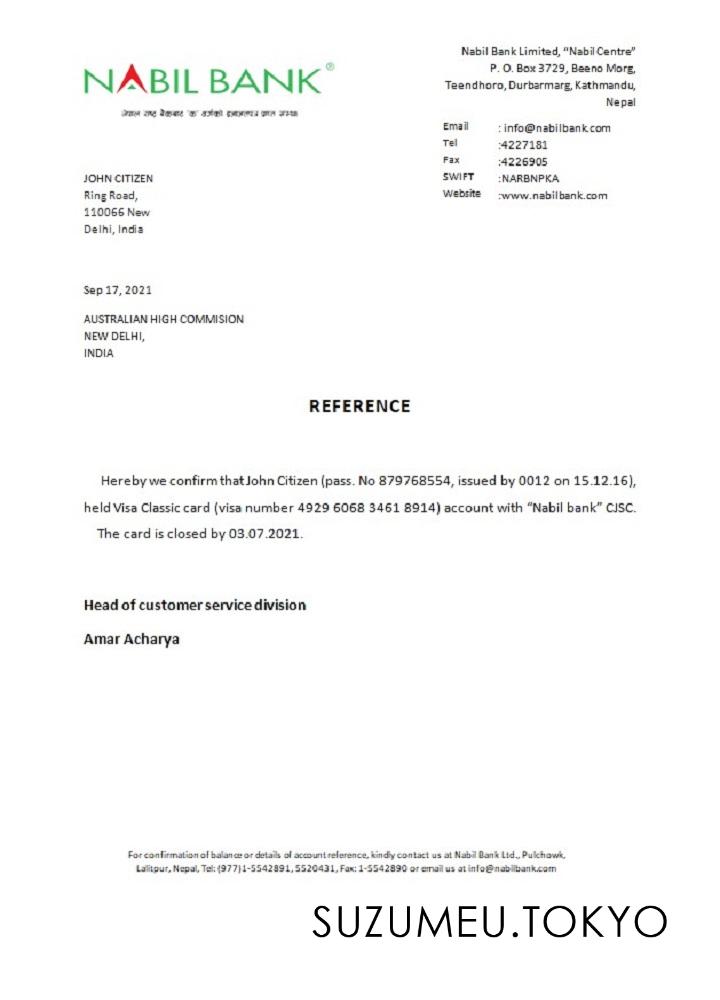 NABIL BANK®
Nabil Bank Limited, “Nabil Centre”
P. O. Box 3729, Beeno Morg,
Teendhoro, Durbarmarg, Kathmandu,
Nepal
Email : info@nabilbank.com
Tel :4227181
Fax :4226905
SWIFT :NARBNPKA
Website :www.nabilbank.com
JOHN CITIZEN
Ring Road,
110066 New
Delhi, India
Sep 17, 2021
AUSTRALIAN HIGH COMMISION
NEW DELHI,
INDIA
REFERENCE
Hereby we confirm that John Citizen (pass. No 879768554, issued by 0012 on 15.12.16),
held Visa Classic card (visa number 4929 6068 3461 8914) account with “Nabil bank” CJSC.
The card is closed by 03.07.2021.
Head of customer service division
Amar Acharya
For confirmation of balance or details of account reference, kindly contact us at Nabil Bank Ltd., Pulchowk,
Lalitpur, Nepal, Tel: (977)1-5542891, 5520431, Fax: 1-5542890 or email us at info@nabilbank.com
SUZUMEU.TOKYO